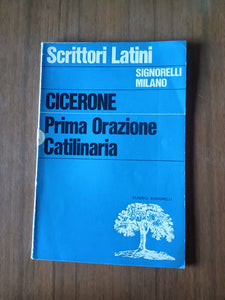 Scrittori Latini
SIGNORELLI
MILANO
CICERONE
Prima Orazione
Catilinaria